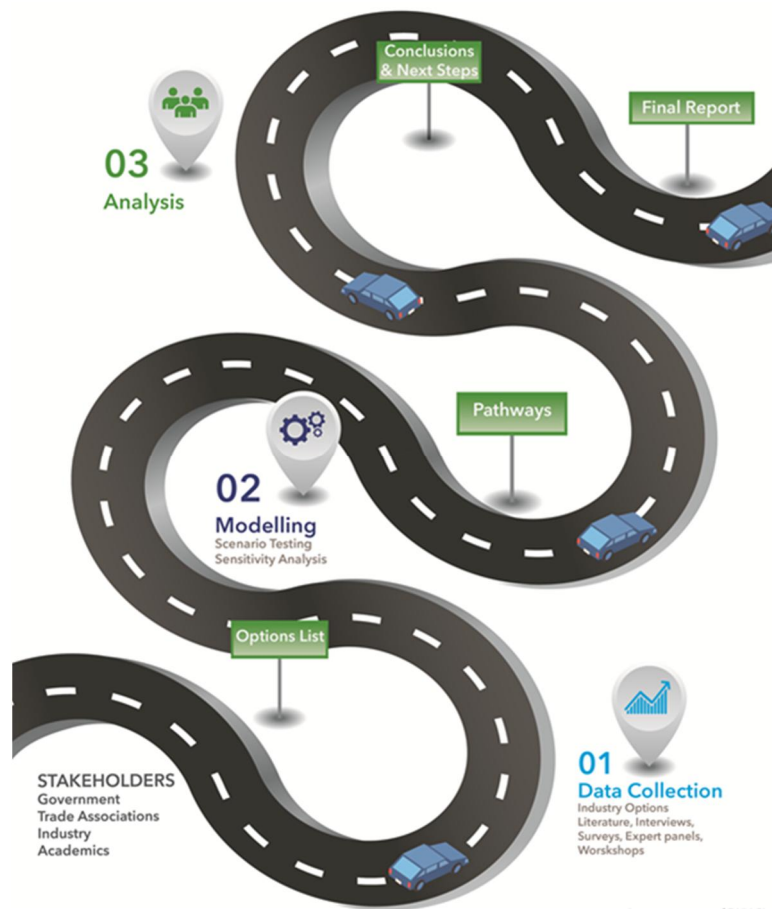 Conclusions
& Next Steps
Final Report
03
Analysis
Pathways
02
Modelling
Scenario Testing
Sensitivity Analysis
Options List
STAKEHOLDERS
Government
Trade Associations
Industry
Academics
01
Data Collection
Industry Options
Literature, Interviews,
Surveys, Expert panels,
Worskshops